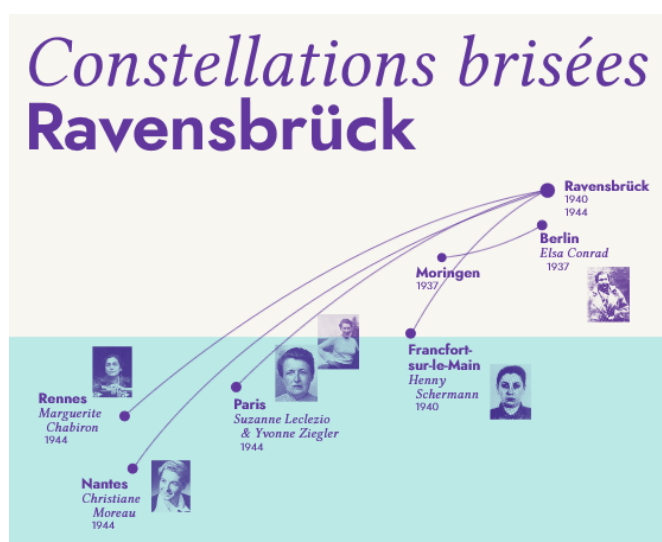 Constellations brisées
Ravensbrück
Ravensbrück
1940
1944
Berlin
Elsa Conrad
1937
Moringen
1937
Francfort-
sur-le-Main
Henny
Schermann
1940
Rennes
Marguerite
Chabiron
1944
Paris
Suzanne Leclezio
& Yvonne Ziegler
1944
Nantes
Christiane
Moreau
1944